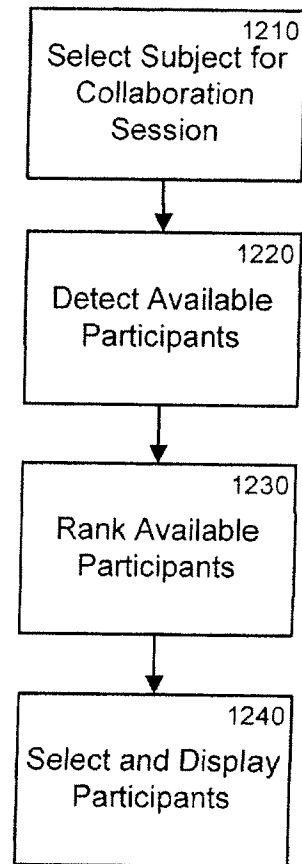 1210
Select Subject for
Collaboration
Session
1220
Detect Available
Participants
1230
Rank Available
Participants
1240
Select and Display
Participants